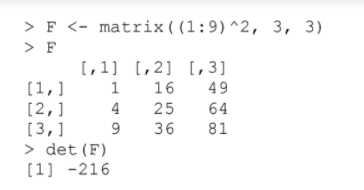 > F <- matrix((1:9)^2, 3, 3)
> F
     [,1] [,2] [,3]
[1,]    1   16   49
[2,]    4   25   64
[3,]    9   36   81
> det(F)
[1] -216